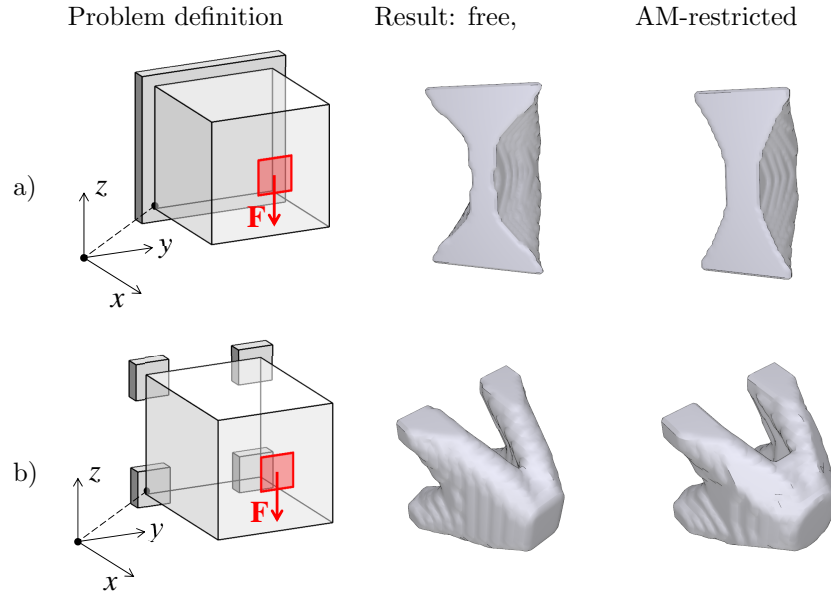 Problem definition Result: free, AM-restricted
a)
z
F
y
x
b)
z
F
y
x